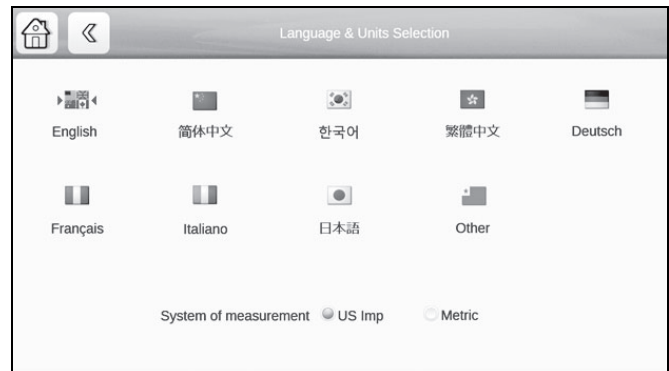 Language & Units Selection
English 简体中文 한국어 繁體中文 Deutsch
Français Italiano 日本語 Other
System of measurement US Imp Metric